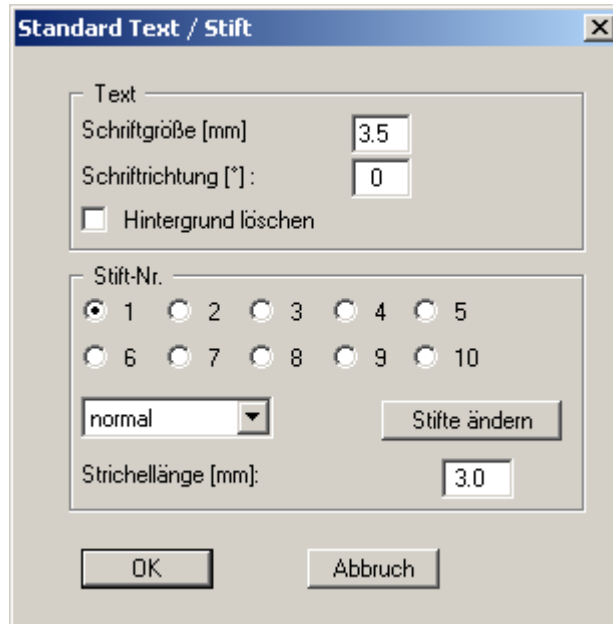 Standard Text / Stift
Text
Schriftgröße [mm] 3.5
Schriftrichtung [°] : 0
Hintergrund löschen
Stift-Nr.
1 2 3 4 5
6 7 8 9 10
normal Stifte ändern
Strichellänge [mm]: 3.0
OK Abbruch